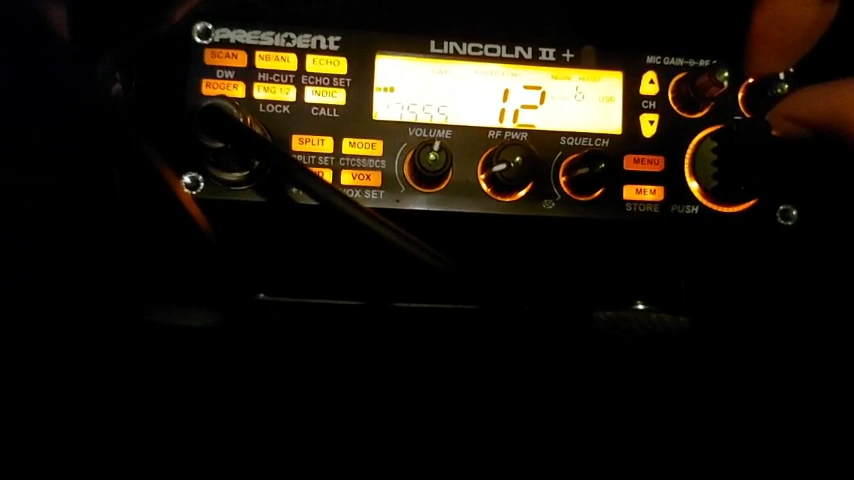 PRESIDENT
LINCOLN II +
SCAN NB/ANL ECHO
DW HI-CUT ECHO SET
ROGER EMG 1/2 INDIC
LOCK CALL
12
6
USB
MIC GAIN
CH
SPLIT MODE
SPLIT SET CTCSS/DCS
VOX
VOX SET
VOLUME
RF PWR
SQUELCH
MENU
MEM
STORE
PUSH